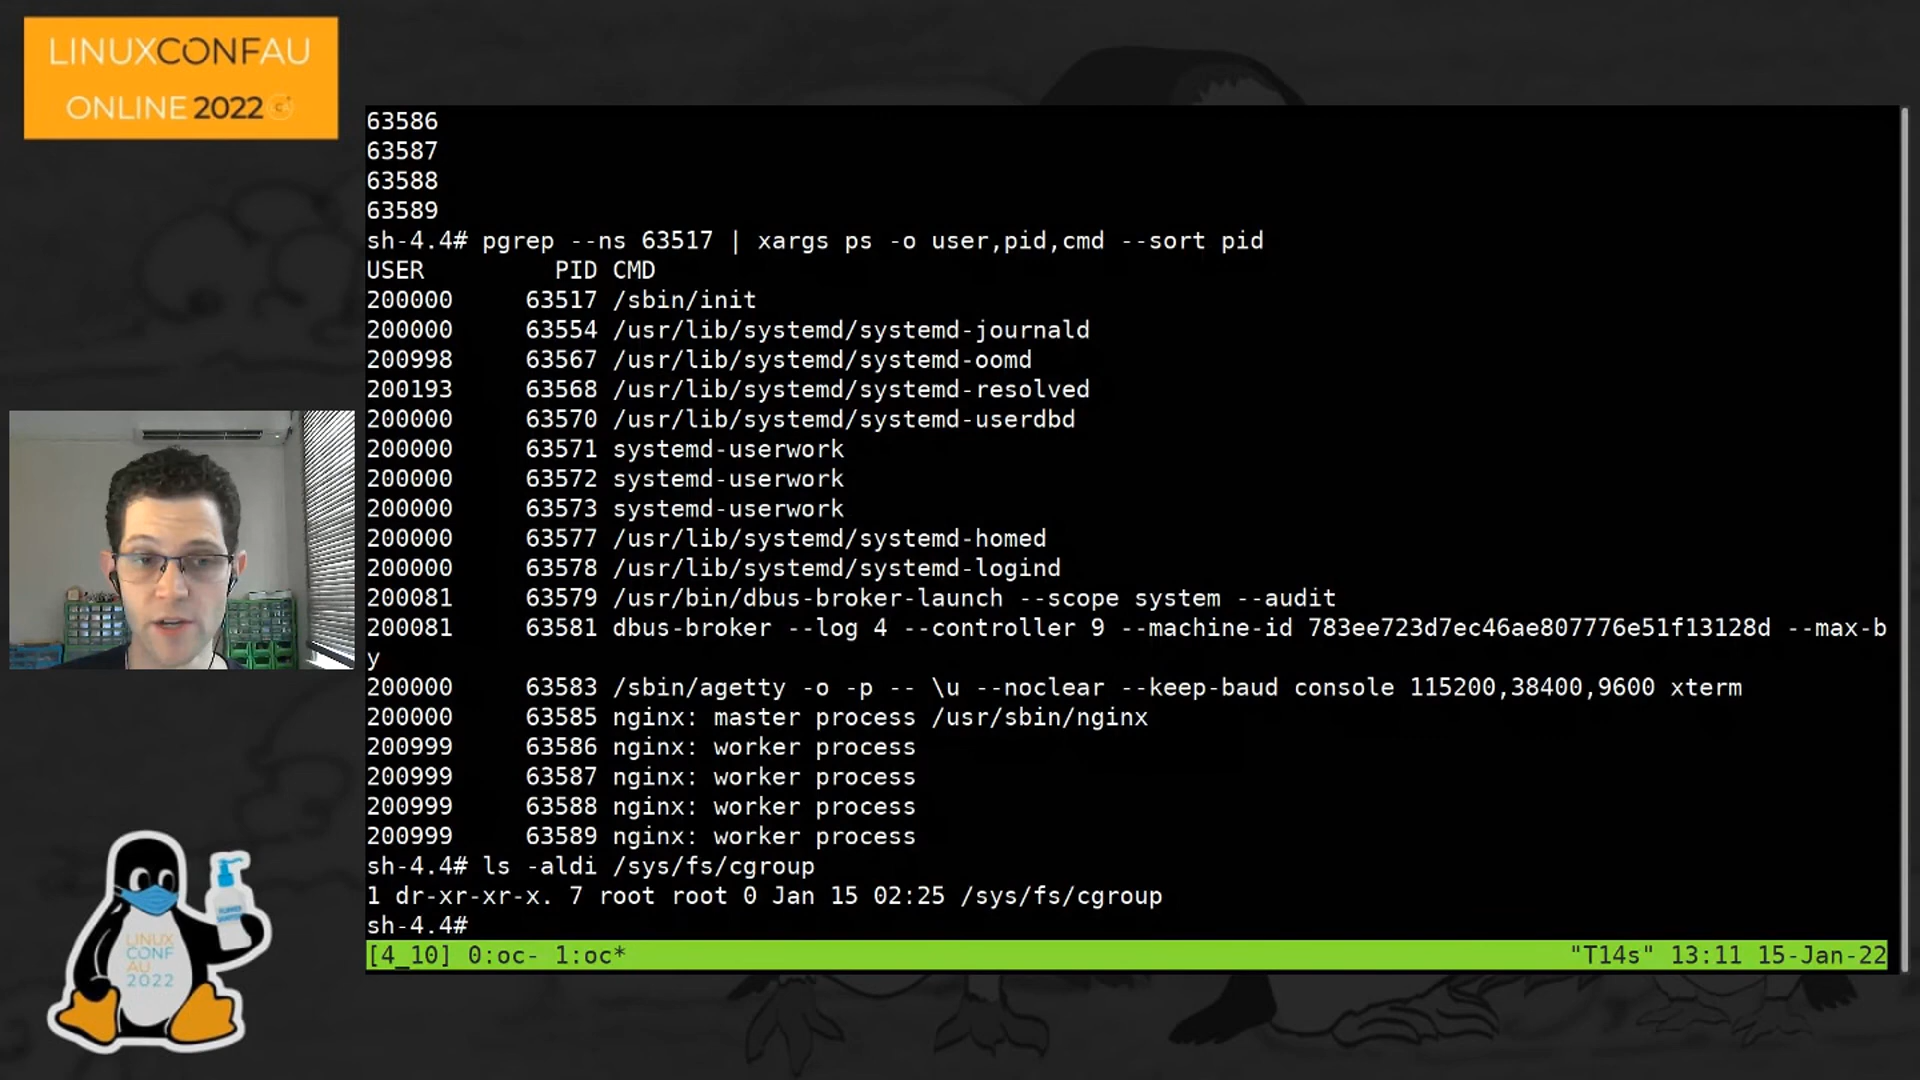 LINUXCONFAU
ONLINE 2022
63586
63587
63588
63589
sh-4.4# pgrep --ns 63517 | xargs ps -o user,pid,cmd --sort pid
USER PID CMD
200000 63517 /sbin/init
200000 63554 /usr/lib/systemd/systemd-journald
200998 63567 /usr/lib/systemd/systemd-oomd
200193 63568 /usr/lib/systemd/systemd-resolved
200000 63570 /usr/lib/systemd/systemd-userdbd
200000 63571 systemd-userwork
200000 63572 systemd-userwork
200000 63573 systemd-userwork
200000 63577 /usr/lib/systemd/systemd-homed
200000 63578 /usr/lib/systemd/systemd-logind
200081 63579 /usr/bin/dbus-broker-launch --scope system --audit
200081 63581 dbus-broker --log 4 --controller 9 --machine-id 783ee723d7ec46ae807776e51f13128d --max-b
y
200000 63583 /sbin/agetty -o -p -- \u --noclear --keep-baud console 115200,38400,9600 xterm
200000 63585 nginx: master process /usr/sbin/nginx
200999 63586 nginx: worker process
200999 63587 nginx: worker process
200999 63588 nginx: worker process
200999 63589 nginx: worker process
sh-4.4# ls -aldi /sys/fs/cgroup
1 dr-xr-xr-x. 7 root root 0 Jan 15 02:25 /sys/fs/cgroup
sh-4.4#
[4_10] 0:oc- 1:oc* "T14s" 13:11 15-Jan-22
LINUX
CONF
AU
2022